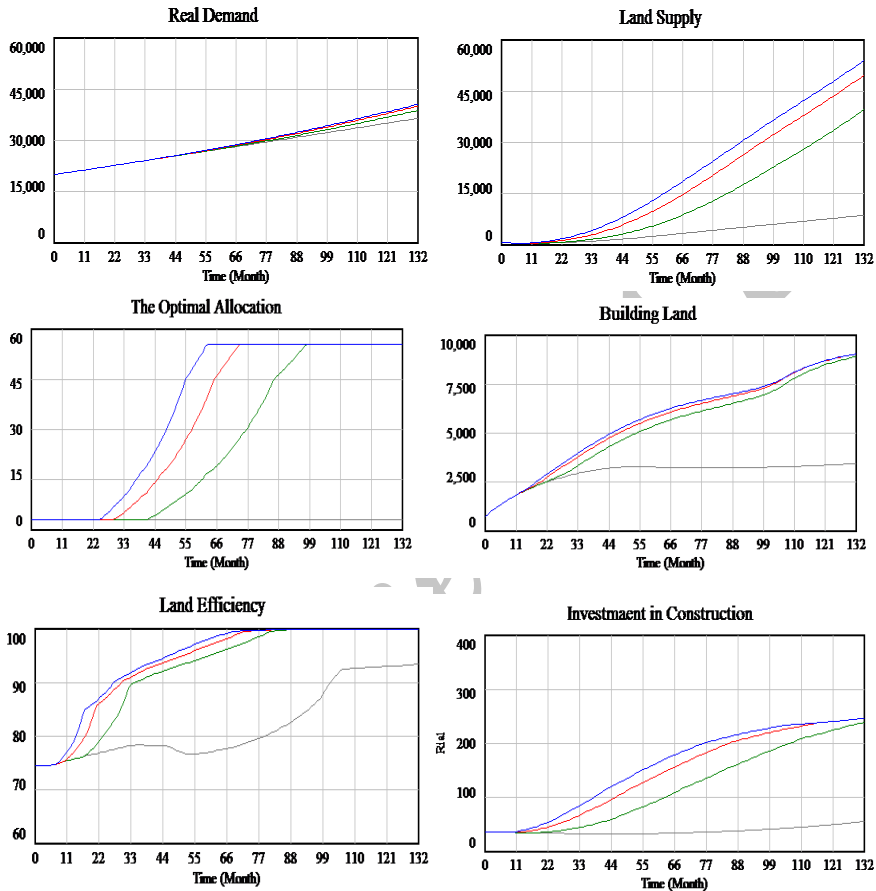 Real Demand
60,000
45,000
30,000
15,000
0
0 11 22 33 44 55 66 77 88 99 110 121 132
Time (Month)
Land Supply
60,000
45,000
30,000
15,000
0
0 11 22 33 44 55 66 77 88 99 110 121 132
Time (Month)
The Optimal Allocation
60
45
30
15
0
0 11 22 33 44 55 66 77 88 99 110 121 132
Time (Month)
Building Land
10,000
7,500
5,000
2,500
0
0 11 22 33 44 55 66 77 88 99 110 121 132
Time (Month)
Land Efficiency
100
90
80
70
60
0 11 22 33 44 55 66 77 88 99 110 121 132
Time (Month)
Investmaent in Construction
400
300
200
100
0
Rial
0 11 22 33 44 55 66 77 88 99 110 121 132
Time (Month)